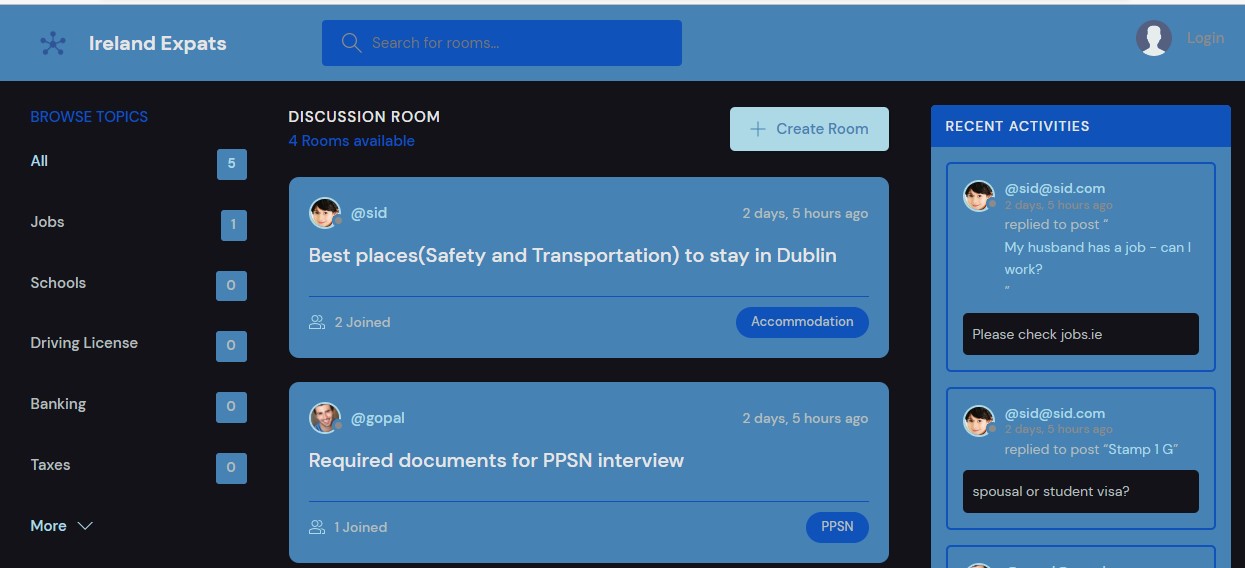 Ireland Expats
Search for rooms...
Login
BROWSE TOPICS
All
5
Jobs
1
Schools
0
Driving License
0
Banking
0
Taxes
0
More
DISCUSSION ROOM
4 Rooms available
Create Room
@sid
2 days, 5 hours ago
Best places(Safety and Transportation) to stay in Dublin
2 Joined
Accommodation
@gopal
2 days, 5 hours ago
Required documents for PPSN interview
1 Joined
PPSN
RECENT ACTIVITIES
@sid@sid.com
2 days, 5 hours ago
replied to post “
My husband has a job - can I
work?
”
Please check jobs.ie
@sid@sid.com
2 days, 5 hours ago
replied to post “Stamp 1 G”
spousal or student visa?